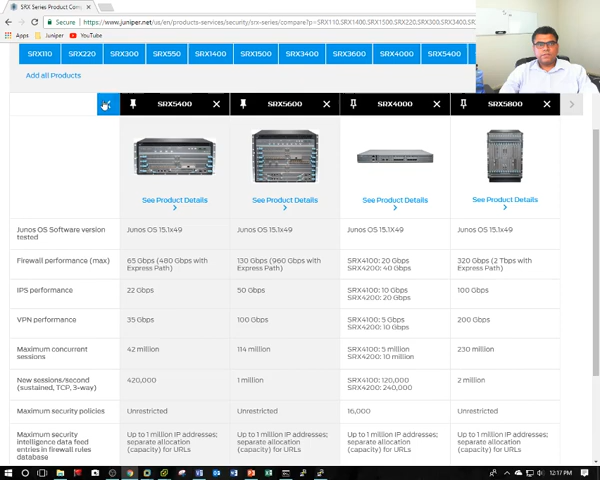 SRX Series Product Comp
Secure
https://www.juniper.net/us/en/products-services/security/srx-series/compare?p=SRX110,SRX1400,SRX1500,SRX220,SRX300,SRX3400,SRX
Apps
Juniper
YouTube
SRX110 SRX220 SRX300 SRX550 SRX1400 SRX1500 SRX3400 SRX3600 SRX4000 SRX5400
Add all Products
SRX5400 SRX5600 SRX4000 SRX5800
See Product Details See Product Details See Product Details See Product Details
Junos OS Software version tested
Junos OS 15.1x49 Junos OS 15.1x49 Junos OS 15.1X49 Junos OS 15.1x49
Firewall performance (max)
65 Gbps (480 Gbps with Express Path)
130 Gbps (960 Gbps with Express Path)
SRX4100: 20 Gbps
SRX4200: 40 Gbps
320 Gbps (2 Tbps with Express Path)
IPS performance
22 Gbps
50 Gbps
SRX4100: 10 Gbps
SRX4200: 20 Gbps
100 Gbps
VPN performance
35 Gbps
100 Gbps
SRX4100: 5 Gbps
SRX4200: 10 Gbps
200 Gbps
Maximum concurrent sessions
42 million
114 million
SRX4100: 5 million
SRX4200: 10 million
230 million
New sessions/second (sustained, TCP, 3-way)
420,000
1 million
SRX4100: 120,000
SRX4200: 240,000
2 million
Maximum security policies
Unrestricted
Unrestricted
16,000
Unrestricted
Maximum security intelligence data feed entries in firewall rules database
Up to 1 million IP addresses; separate allocation (capacity) for URLs
Up to 1 million IP addresses; separate allocation (capacity) for URLs
Up to 1 million IP addresses; separate allocation (capacity) for URLs
Up to 1 million IP addresses; separate allocation (capacity) for URLs
12:17 PM